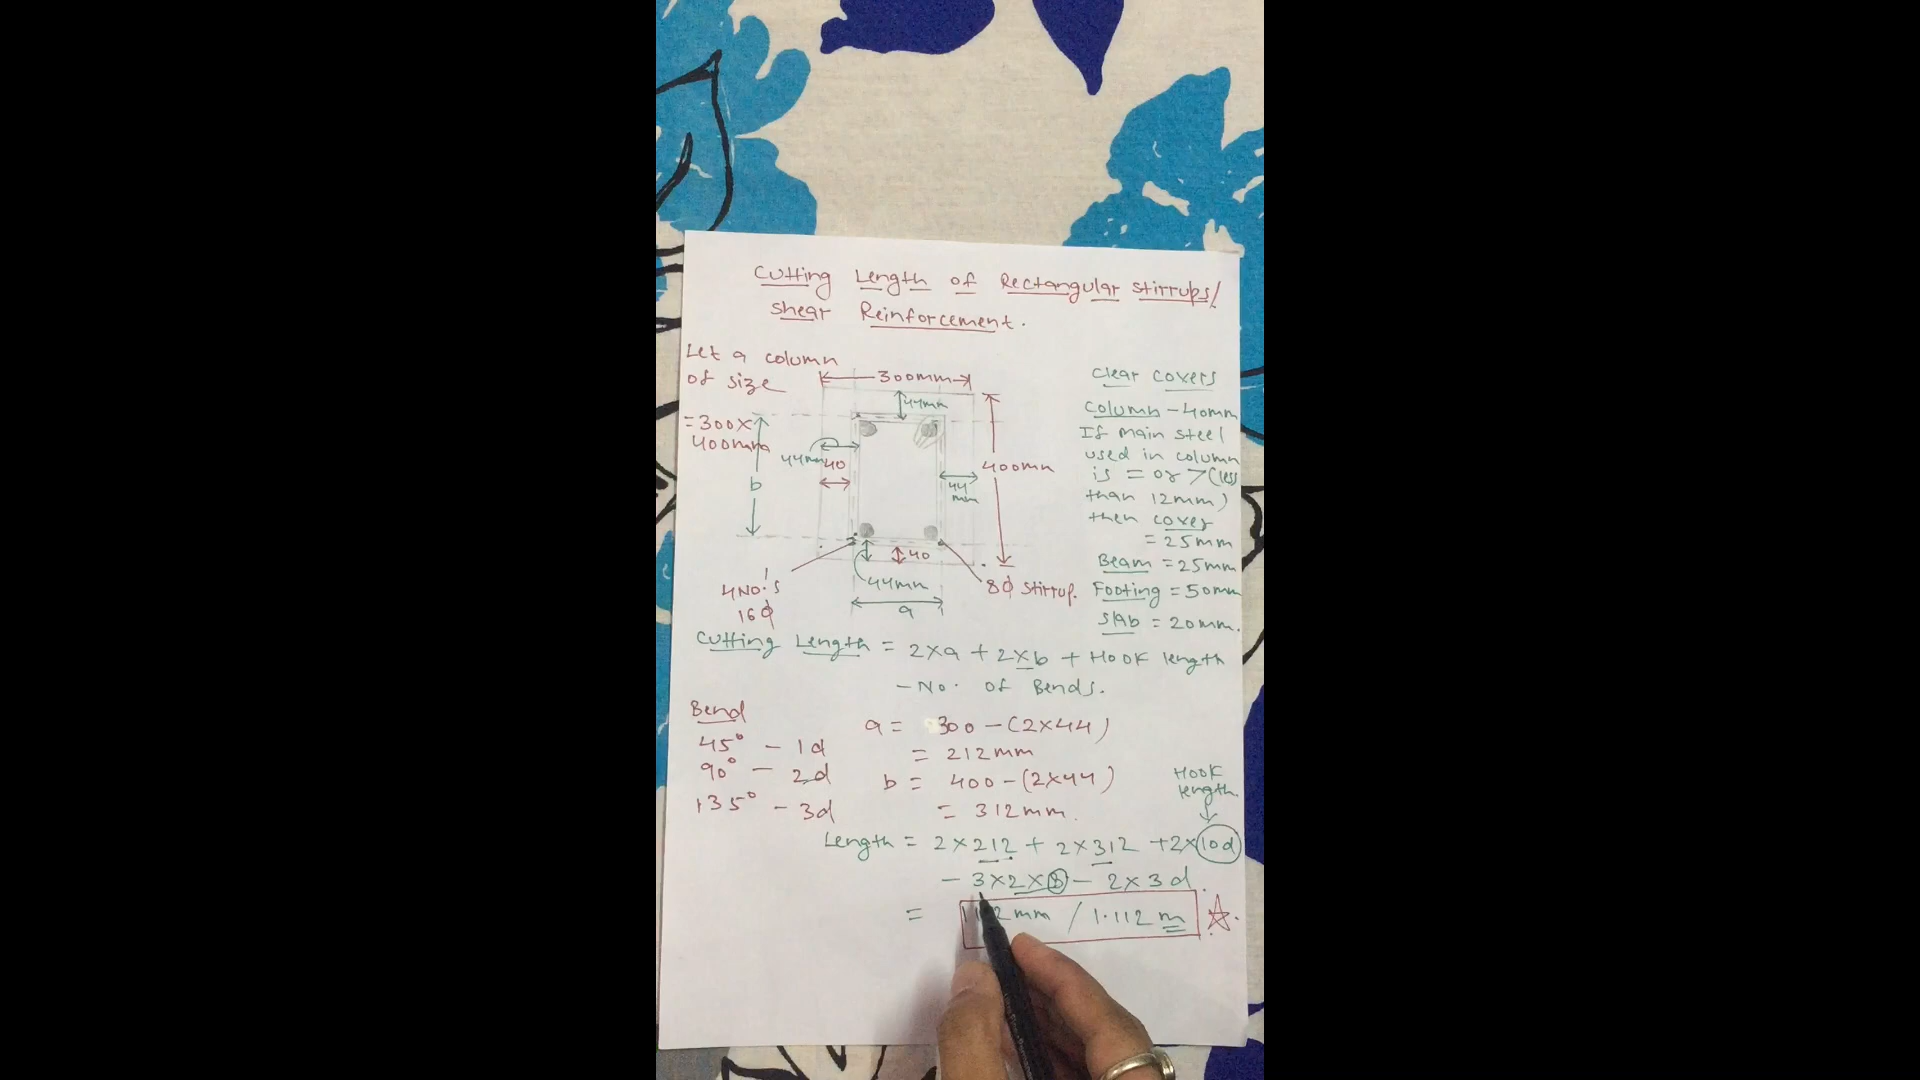 Cutting Length of Rectangular stirrups/
Shear Reinforcement.
Let a column
of size
=300x
400mm
300mm
44mm
44mm
40
400mm
b
44
mm
40
44mm
4No.'s
16ϕ
8ϕ Stirrup.
a
Clear Covers
Column - 40mm
If main steel
used in column
is = or > (less
than 12mm)
then cover
= 25mm
Beam = 25mm
Footing = 50mm
Slab = 20mm.
Cutting Length = 2xa + 2xb + Hook length
- No. of Bends.
Bend
45° - 1d
90° - 2d
135° - 3d
a = 300 - (2x44)
= 212mm
b = 400 - (2x44)
= 312mm.
Hook
length.
Length = 2x212 + 2x312 +2x10d
- 3x2x8 - 2x3d.
= mm / 1.112 m